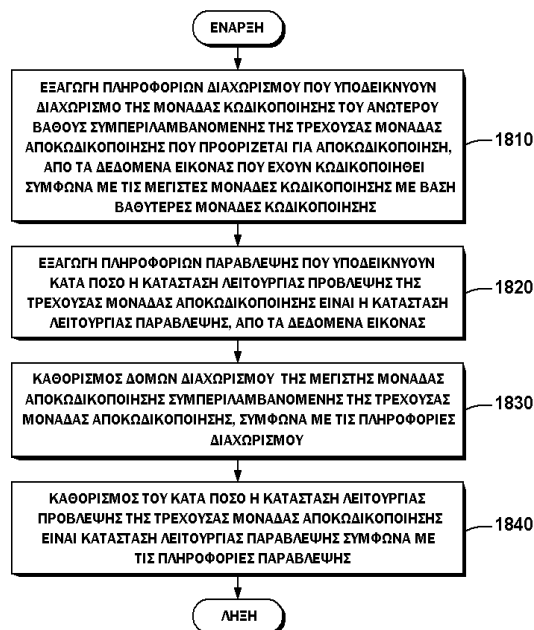 ΕΝΑΡΞΗ
ΕΞΑΓΩΓΗ ΠΛΗΡΟΦΟΡΙΩΝ ΔΙΑΧΩΡΙΣΜΟΥ ΠΟΥ ΥΠΟΔΕΙΚΝΥΟΥΝ
ΔΙΑΧΩΡΙΣΜΟ ΤΗΣ ΜΟΝΑΔΑΣ ΚΩΔΙΚΟΠΟΙΗΣΗΣ ΤΟΥ ΑΝΩΤΕΡΟΥ
ΒΑΘΟΥΣ ΣΥΜΠΕΡΙΛΑΜΒΑΝΟΜΕΝΗΣ ΤΗΣ ΤΡΕΧΟΥΣΑΣ ΜΟΝΑΔΑΣ
ΑΠΟΚΩΔΙΚΟΠΟΙΗΣΗΣ ΠΟΥ ΠΡΟΟΡΙΖΕΤΑΙ ΓΙΑ ΑΠΟΚΩΔΙΚΟΠΟΙΗΣΗ,
ΑΠΟ ΤΑ ΔΕΔΟΜΕΝΑ ΕΙΚΟΝΑΣ ΠΟΥ ΕΧΟΥΝ ΚΩΔΙΚΟΠΟΙΗΘΕΙ
ΣΥΜΦΩΝΑ ΜΕ ΤΙΣ ΜΕΓΙΣΤΕΣ ΜΟΝΑΔΕΣ ΚΩΔΙΚΟΠΟΙΗΣΗΣ ΜΕ ΒΑΣΗ
ΒΑΘΥΤΕΡΕΣ ΜΟΝΑΔΕΣ ΚΩΔΙΚΟΠΟΙΗΣΗΣ
1810
ΕΞΑΓΩΓΗ ΠΛΗΡΟΦΟΡΙΩΝ ΠΑΡΑΒΛΕΨΗΣ ΠΟΥ ΥΠΟΔΕΙΚΝΥΟΥΝ
ΚΑΤΑ ΠΟΣΟ Η ΚΑΤΑΣΤΑΣΗ ΛΕΙΤΟΥΡΓΙΑΣ ΠΡΟΒΛΕΨΗΣ ΤΗΣ
ΤΡΕΧΟΥΣΑΣ ΜΟΝΑΔΑΣ ΑΠΟΚΩΔΙΚΟΠΟΙΗΣΗΣ ΕΙΝΑΙ Η ΚΑΤΑΣΤΑΣΗ
ΛΕΙΤΟΥΡΓΙΑΣ ΠΑΡΑΒΛΕΨΗΣ, ΑΠΟ ΤΑ ΔΕΔΟΜΕΝΑ ΕΙΚΟΝΑΣ
1820
ΚΑΘΟΡΙΣΜΟΣ ΔΟΜΩΝ ΔΙΑΧΩΡΙΣΜΟΥ ΤΗΣ ΜΕΓΙΣΤΗΣ ΜΟΝΑΔΑΣ
ΑΠΟΚΩΔΙΚΟΠΟΙΗΣΗΣ ΣΥΜΠΕΡΙΛΑΜΒΑΝΟΜΕΝΗΣ ΤΗΣ ΤΡΕΧΟΥΣΑΣ
ΜΟΝΑΔΑΣ ΑΠΟΚΩΔΙΚΟΠΟΙΗΣΗΣ, ΣΥΜΦΩΝΑ ΜΕ ΤΙΣ ΠΛΗΡΟΦΟΡΙΕΣ
ΔΙΑΧΩΡΙΣΜΟΥ
1830
ΚΑΘΟΡΙΣΜΟΣ ΤΟΥ ΚΑΤΑ ΠΟΣΟ Η ΚΑΤΑΣΤΑΣΗ ΛΕΙΤΟΥΡΓΙΑΣ
ΠΡΟΒΛΕΨΗΣ ΤΗΣ ΤΡΕΧΟΥΣΑΣ ΜΟΝΑΔΑΣ ΑΠΟΚΩΔΙΚΟΠΟΙΗΣΗΣ
ΕΙΝΑΙ ΚΑΤΑΣΤΑΣΗ ΛΕΙΤΟΥΡΓΙΑΣ ΠΑΡΑΒΛΕΨΗΣ ΣΥΜΦΩΝΑ ΜΕ
ΤΙΣ ΠΛΗΡΟΦΟΡΙΕΣ ΠΑΡΑΒΛΕΨΗΣ
1840
ΛΗΞΗ